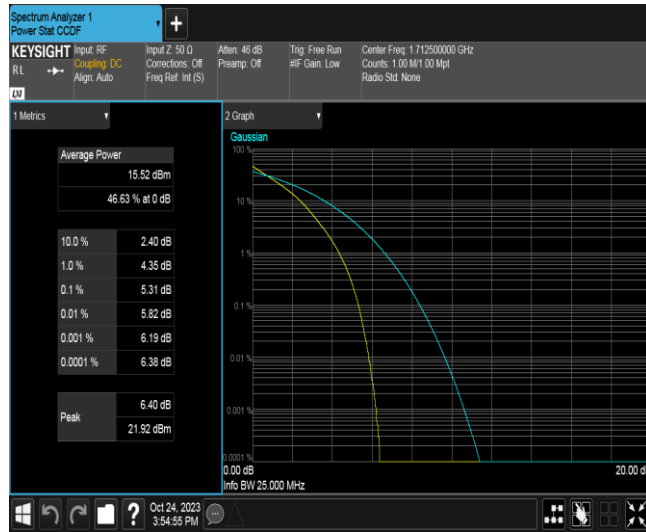 Spectrum Analyzer 1
Power Stat CCDF
+
KEYSIGHT
R L
LXI
Input: RF
Coupling: DC
Align: Auto
Input Z: 50 Ω
Corrections: Off
Freq Ref: Int (S)
Atten: 46 dB
Preamp: Off
Trig: Free Run
#IF Gain: Low
Center Freq: 1.712500000 GHz
Counts: 1.00 M/1.00 Mpt
Radio Std: None
1 Metrics
Average Power
15.52 dBm
46.63 % at 0 dB
10.0 % 2.40 dB
1.0 % 4.35 dB
0.1 % 5.31 dB
0.01 % 5.82 dB
0.001 % 6.19 dB
0.0001 % 6.38 dB
Peak
6.40 dB
21.92 dBm
2 Graph
Gaussian
100 %
10 %
1 %
0.1 %
0.01 %
0.001 %
0.0001 %
0.00 dB
20.00 d
Info BW 25.000 MHz
?
Oct 24, 2023
3:54:55 PM